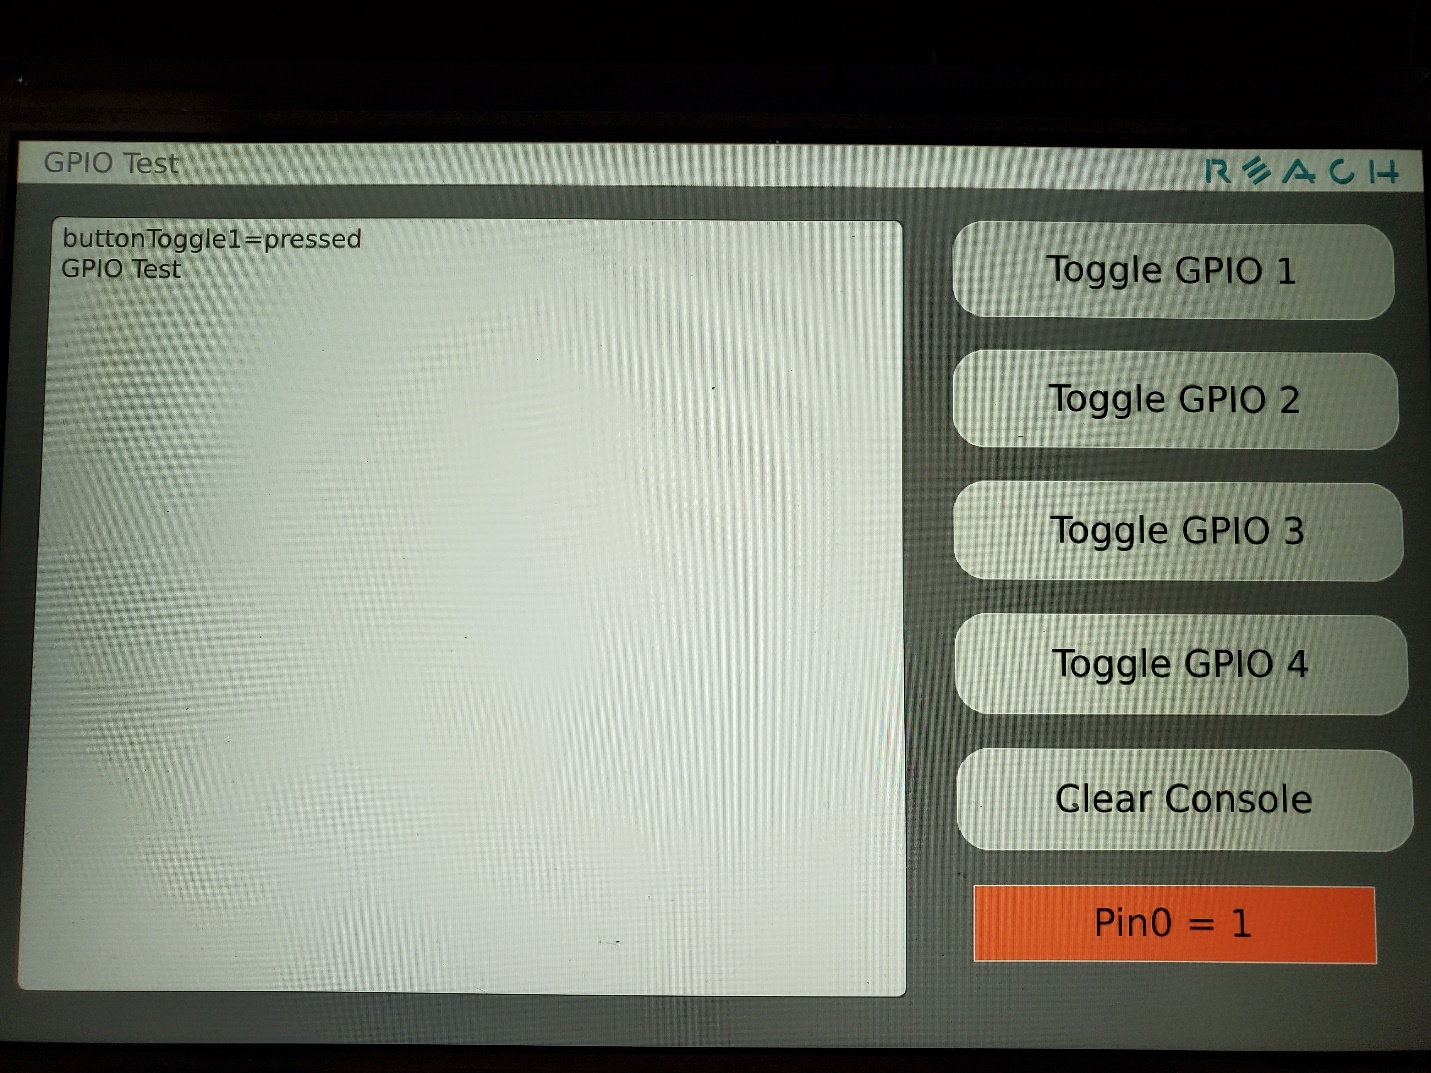 GPIO Test
REACH
buttonToggle1=pressed
GPIO Test
Toggle GPIO 1
Toggle GPIO 2
Toggle GPIO 3
Toggle GPIO 4
Clear Console
Pin0 = 1